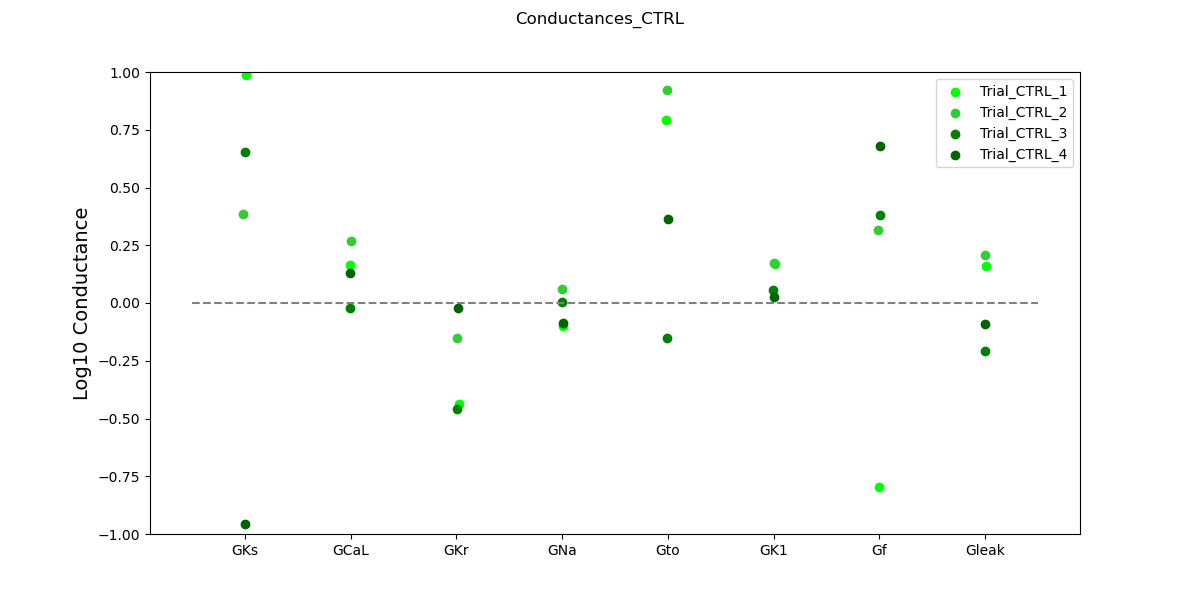 Conductances_CTRL
1.00
0.75
0.50
0.25
0.00
−0.25
−0.50
−0.75
−1.00
Log10 Conductance
Trial_CTRL_1
Trial_CTRL_2
Trial_CTRL_3
Trial_CTRL_4
GKs GCaL GKr GNa Gto GK1 Gf Gleak